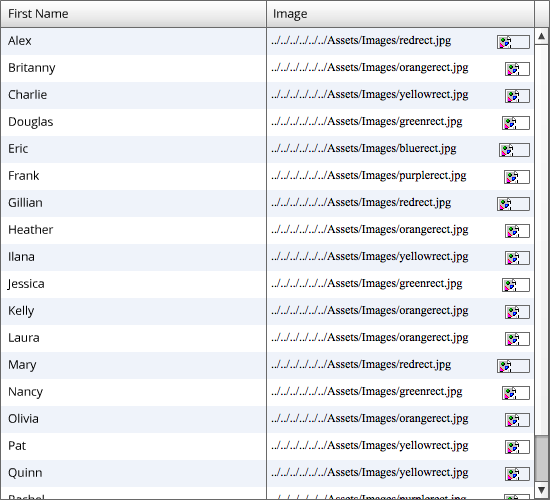 First Name Image
Alex ../../../../../../Assets/Images/redrect.jpg
Britanny ../../../../../../Assets/Images/orangerect.jpg
Charlie ../../../../../../Assets/Images/yellowrect.jpg
Douglas ../../../../../../Assets/Images/greenrect.jpg
Eric ../../../../../../Assets/Images/bluerect.jpg
Frank ../../../../../../Assets/Images/purplerect.jpg
Gillian ../../../../../../Assets/Images/redrect.jpg
Heather ../../../../../../Assets/Images/orangerect.jpg
Ilana ../../../../../../Assets/Images/yellowrect.jpg
Jessica ../../../../../../Assets/Images/greenrect.jpg
Kelly ../../../../../../Assets/Images/orangerect.jpg
Laura ../../../../../../Assets/Images/orangerect.jpg
Mary ../../../../../../Assets/Images/redrect.jpg
Nancy ../../../../../../Assets/Images/greenrect.jpg
Olivia ../../../../../../Assets/Images/orangerect.jpg
Pat ../../../../../../Assets/Images/yellowrect.jpg
Quinn ../../../../../../Assets/Images/yellowrect.jpg
Rachel ../../../../../../Assets/Images/purplerect.jpg